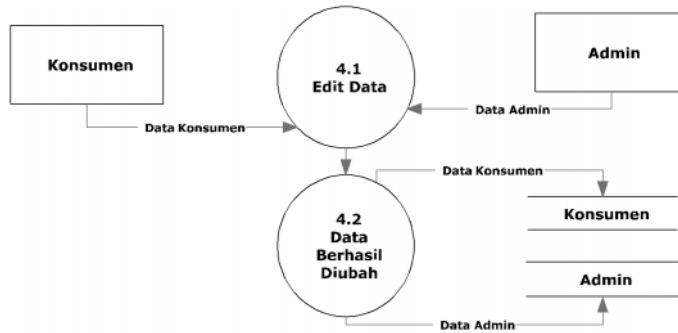 Konsumen
4.1
Edit Data
Admin
Data Konsumen
Data Admin
4.2
Data
Berhasil
Diubah
Data Konsumen
Konsumen
Admin
Data Admin